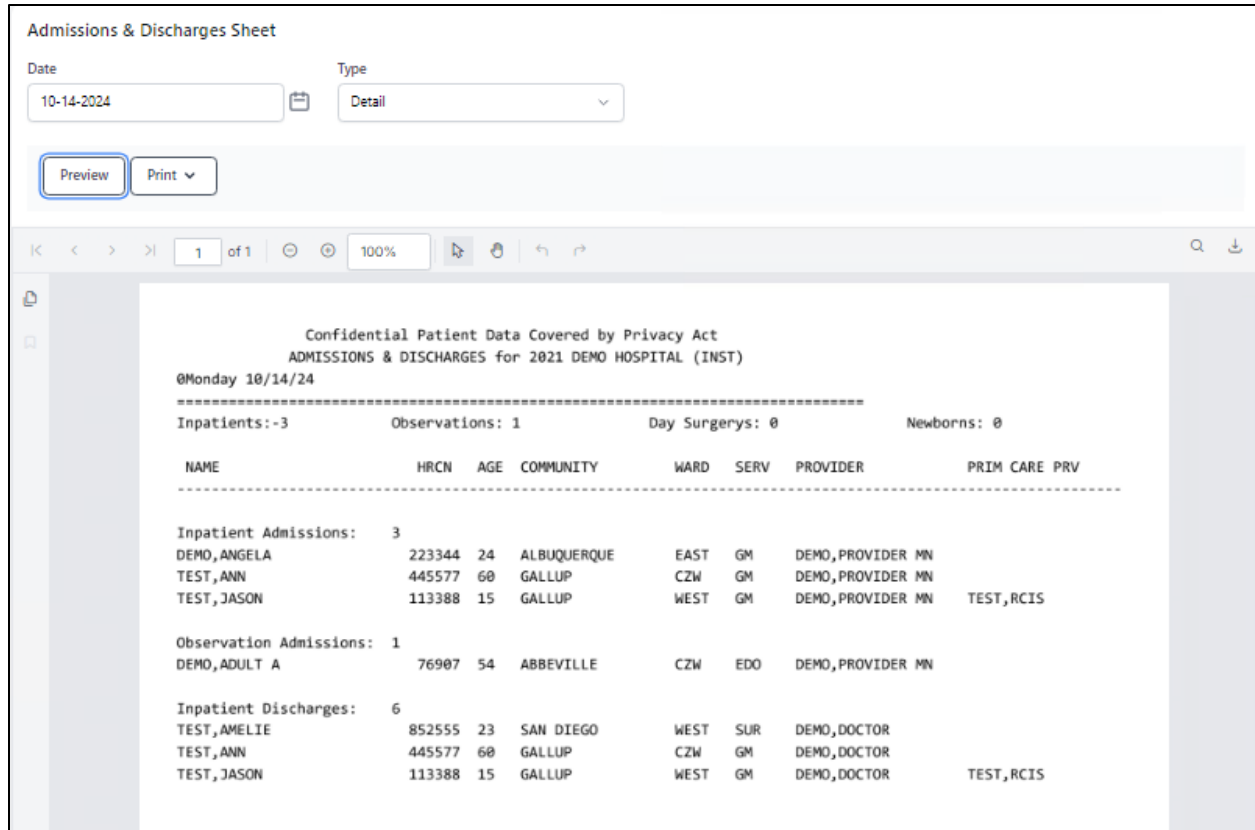 Admissions & Discharges Sheet
Date Type
10-14-2024 Detail
Preview Print
1 of 1 100%
Confidential Patient Data Covered by Privacy Act
ADMISSIONS & DISCHARGES for 2021 DEMO HOSPITAL (INST)
0Monday 10/14/24
================================================================================
Inpatients:-3 Observations: 1 Day Surgerys: 0 Newborns: 0
NAME HRCN AGE COMMUNITY WARD SERV PROVIDER PRIM CARE PRV
--------------------------------------------------------------------------------------------------------------
Inpatient Admissions: 3
DEMO,ANGELA 223344 24 ALBUQUERQUE EAST GM DEMO,PROVIDER MN
TEST,ANN 445577 60 GALLUP CZW GM DEMO,PROVIDER MN
TEST,JASON 113388 15 GALLUP WEST GM DEMO,PROVIDER MN TEST,RCIS
Observation Admissions: 1
DEMO,ADULT A 76907 54 ABBEVILLE CZW EDO DEMO,PROVIDER MN
Inpatient Discharges: 6
TEST,AMELIE 852555 23 SAN DIEGO WEST SUR DEMO,DOCTOR
TEST,ANN 445577 60 GALLUP CZW GM DEMO,DOCTOR
TEST,JASON 113388 15 GALLUP WEST GM DEMO,DOCTOR TEST,RCIS